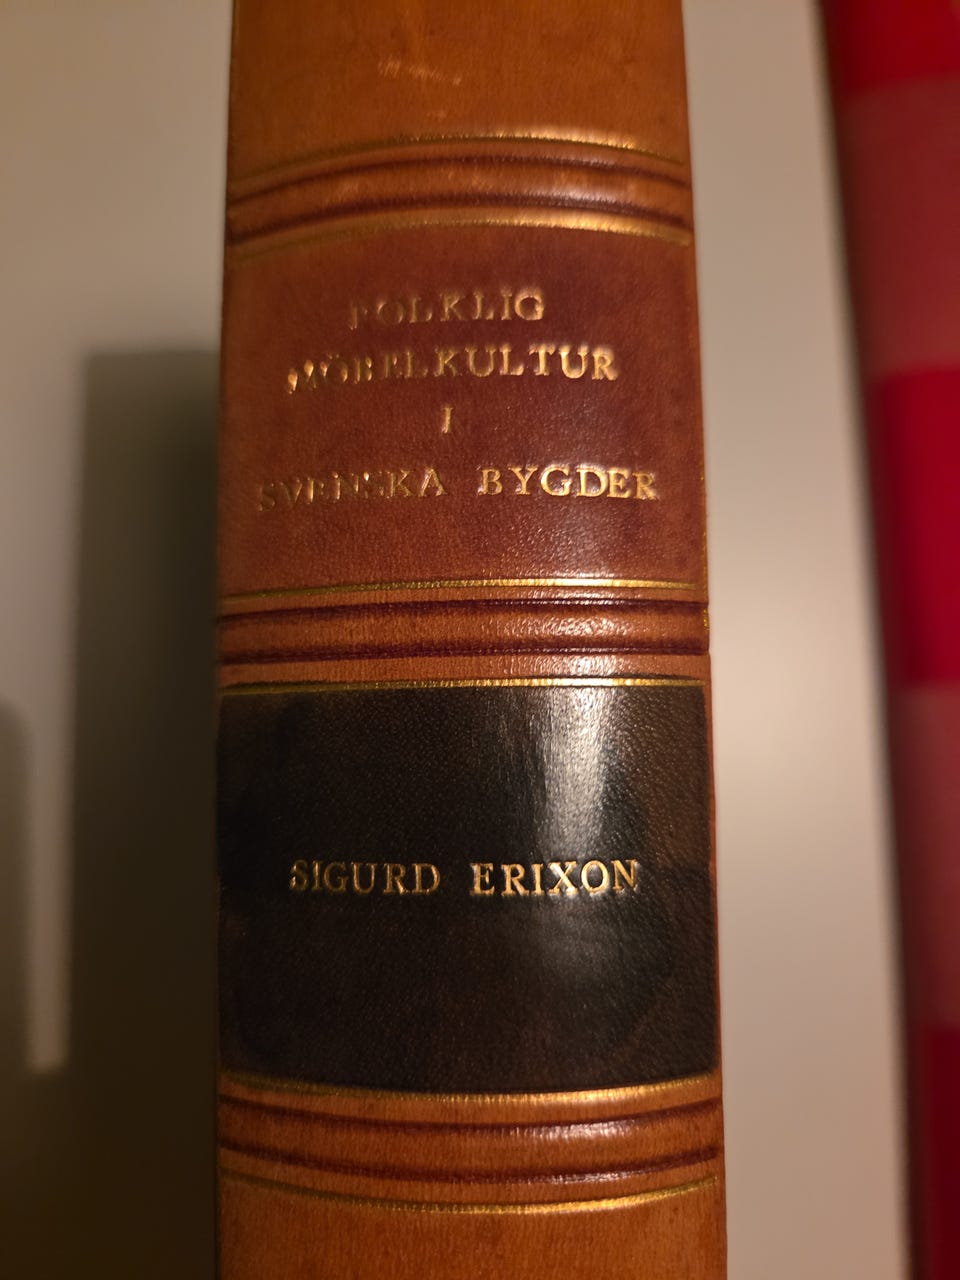 FOLKLIG
MÖBELKULTUR
I
SVENSKA BYGDER
SIGURD ERIXON